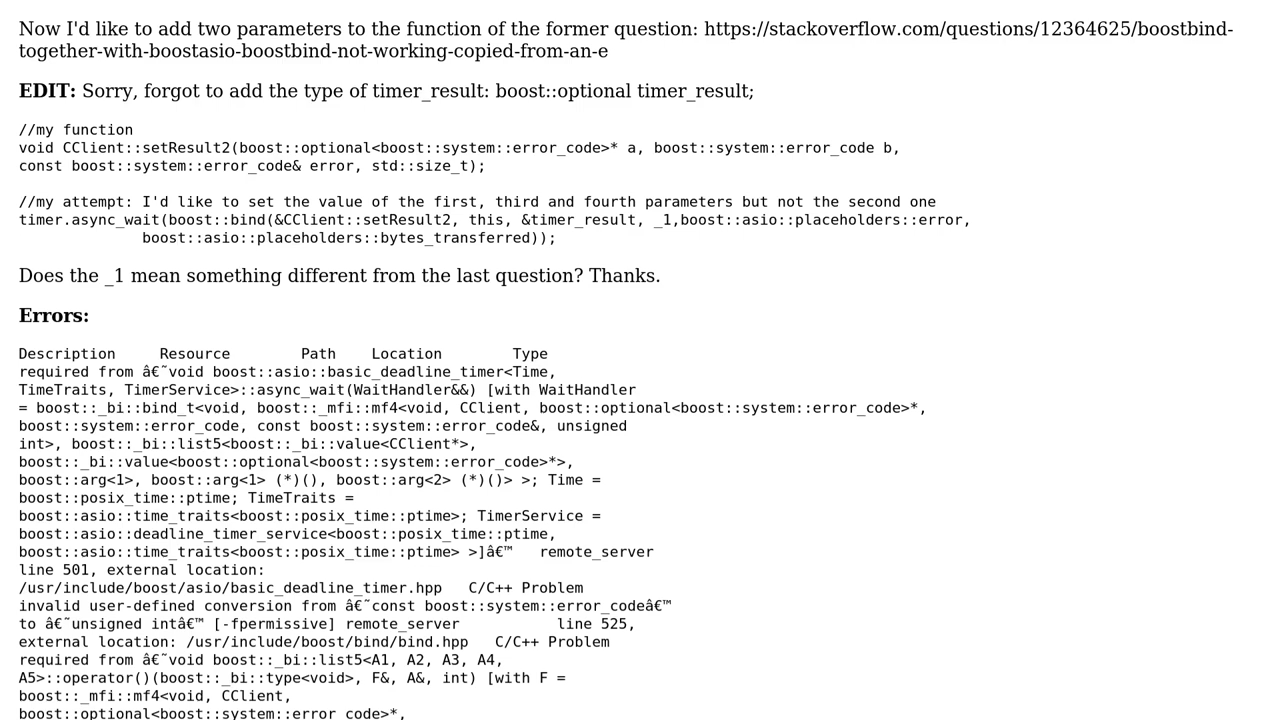 Now I'd like to add two parameters to the function of the former question: https://stackoverflow.com/questions/12364625/boostbind-
together-with-boostasio-boostbind-not-working-copied-from-an-e
EDIT: Sorry, forgot to add the type of timer_result: boost::optional timer_result;
//my function
void CClient::setResult2(boost::optional<boost::system::error_code>* a, boost::system::error_code b,
const boost::system::error_code& error, std::size_t);
//my attempt: I'd like to set the value of the first, third and fourth parameters but not the second one
timer.async_wait(boost::bind(&CClient::setResult2, this, &timer_result, _1,boost::asio::placeholders::error,
              boost::asio::placeholders::bytes_transferred));
Does the _1 mean something different from the last question? Thanks.
Errors:
Description     Resource        Path    Location        Type
required from â€˜void boost::asio::basic_deadline_timer<Time,
TimeTraits, TimerService>::async_wait(WaitHandler&&) [with WaitHandler
= boost::_bi::bind_t<void, boost::_mfi::mf4<void, CClient, boost::optional<boost::system::error_code>*,
boost::system::error_code, const boost::system::error_code&, unsigned
int>, boost::_bi::list5<boost::_bi::value<CClient*>,
boost::_bi::value<boost::optional<boost::system::error_code>*>,
boost::arg<1>, boost::arg<1> (*)(), boost::arg<2> (*)()> >; Time =
boost::posix_time::ptime; TimeTraits =
boost::asio::time_traits<boost::posix_time::ptime>; TimerService =
boost::asio::deadline_timer_service<boost::posix_time::ptime,
boost::asio::time_traits<boost::posix_time::ptime> >]â€™   remote_server
line 501, external location:
/usr/include/boost/asio/basic_deadline_timer.hpp   C/C++ Problem
invalid user-defined conversion from â€˜const boost::system::error_codeâ€™
to â€˜unsigned intâ€™ [-fpermissive] remote_server           line 525,
external location: /usr/include/boost/bind/bind.hpp   C/C++ Problem
required from â€˜void boost::_bi::list5<A1, A2, A3, A4,
A5>::operator()(boost::_bi::type<void>, F&, A&, int) [with F =
boost::_mfi::mf4<void, CClient,
boost::optional<boost::system::error_code>*,